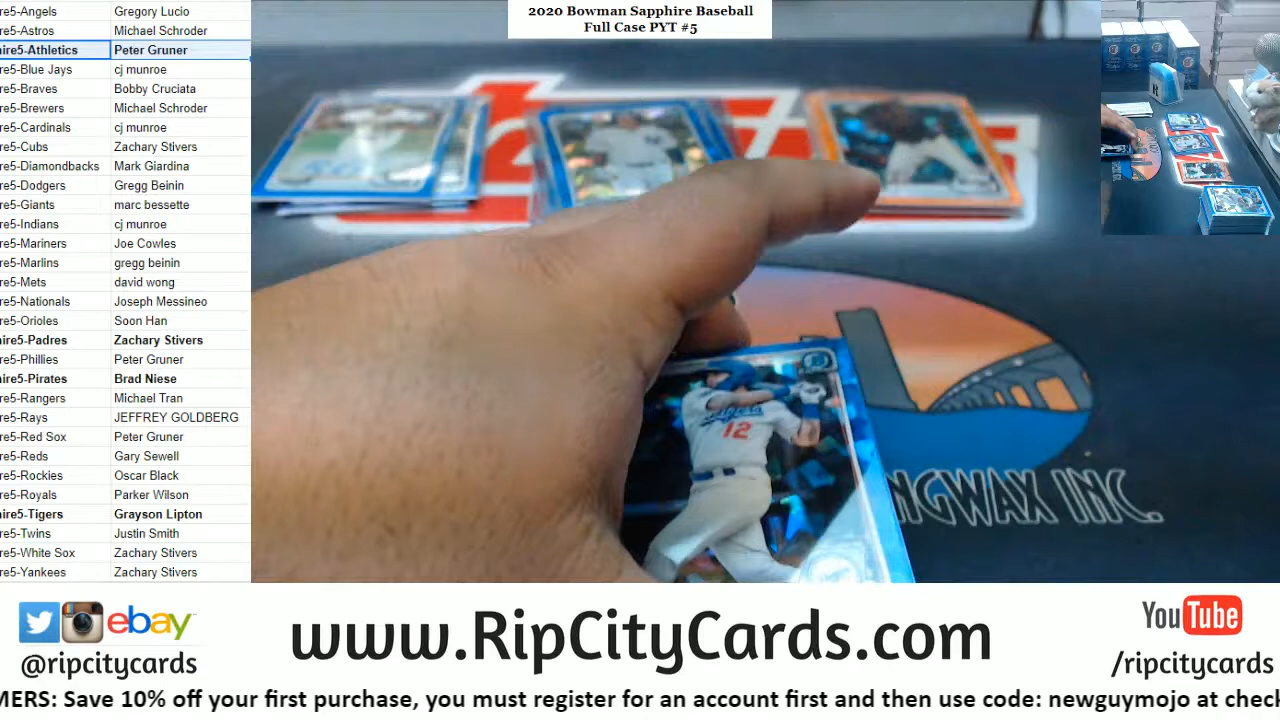 2020 Bowman Sapphire Baseball
Full Case PYT #5
re5-Angels Gregory Lucio
re5-Astros Michael Schroder
ire5-Athletics Peter Gruner
re5-Blue Jays cj munroe
re5-Braves Bobby Cruciata
re5-Brewers Michael Schroder
re5-Cardinals cj munroe
re5-Cubs Zachary Stivers
re5-Diamondbacks Mark Giardina
re5-Dodgers Gregg Beinin
re5-Giants marc bessette
re5-Indians cj munroe
re5-Mariners Joe Cowles
re5-Marlins gregg beinin
re5-Mets david wong
re5-Nationals Joseph Messineo
re5-Orioles Soon Han
ire5-Padres Zachary Stivers
re5-Phillies Peter Gruner
ire5-Pirates Brad Niese
re5-Rangers Michael Tran
re5-Rays JEFFREY GOLDBERG
re5-Red Sox Peter Gruner
re5-Reds Gary Sewell
re5-Rockies Oscar Black
re5-Royals Parker Wilson
ire5-Tigers Grayson Lipton
re5-Twins Justin Smith
re5-White Sox Zachary Stivers
re5-Yankees Zachary Stivers
12
NGWAX INC.
ebay
@ripcitycards
www.RipCityCards.com
YouTube
/ripcitycards
MERS: Save 10% off your first purchase, you must register for an account first and then use code: newguymojo at check